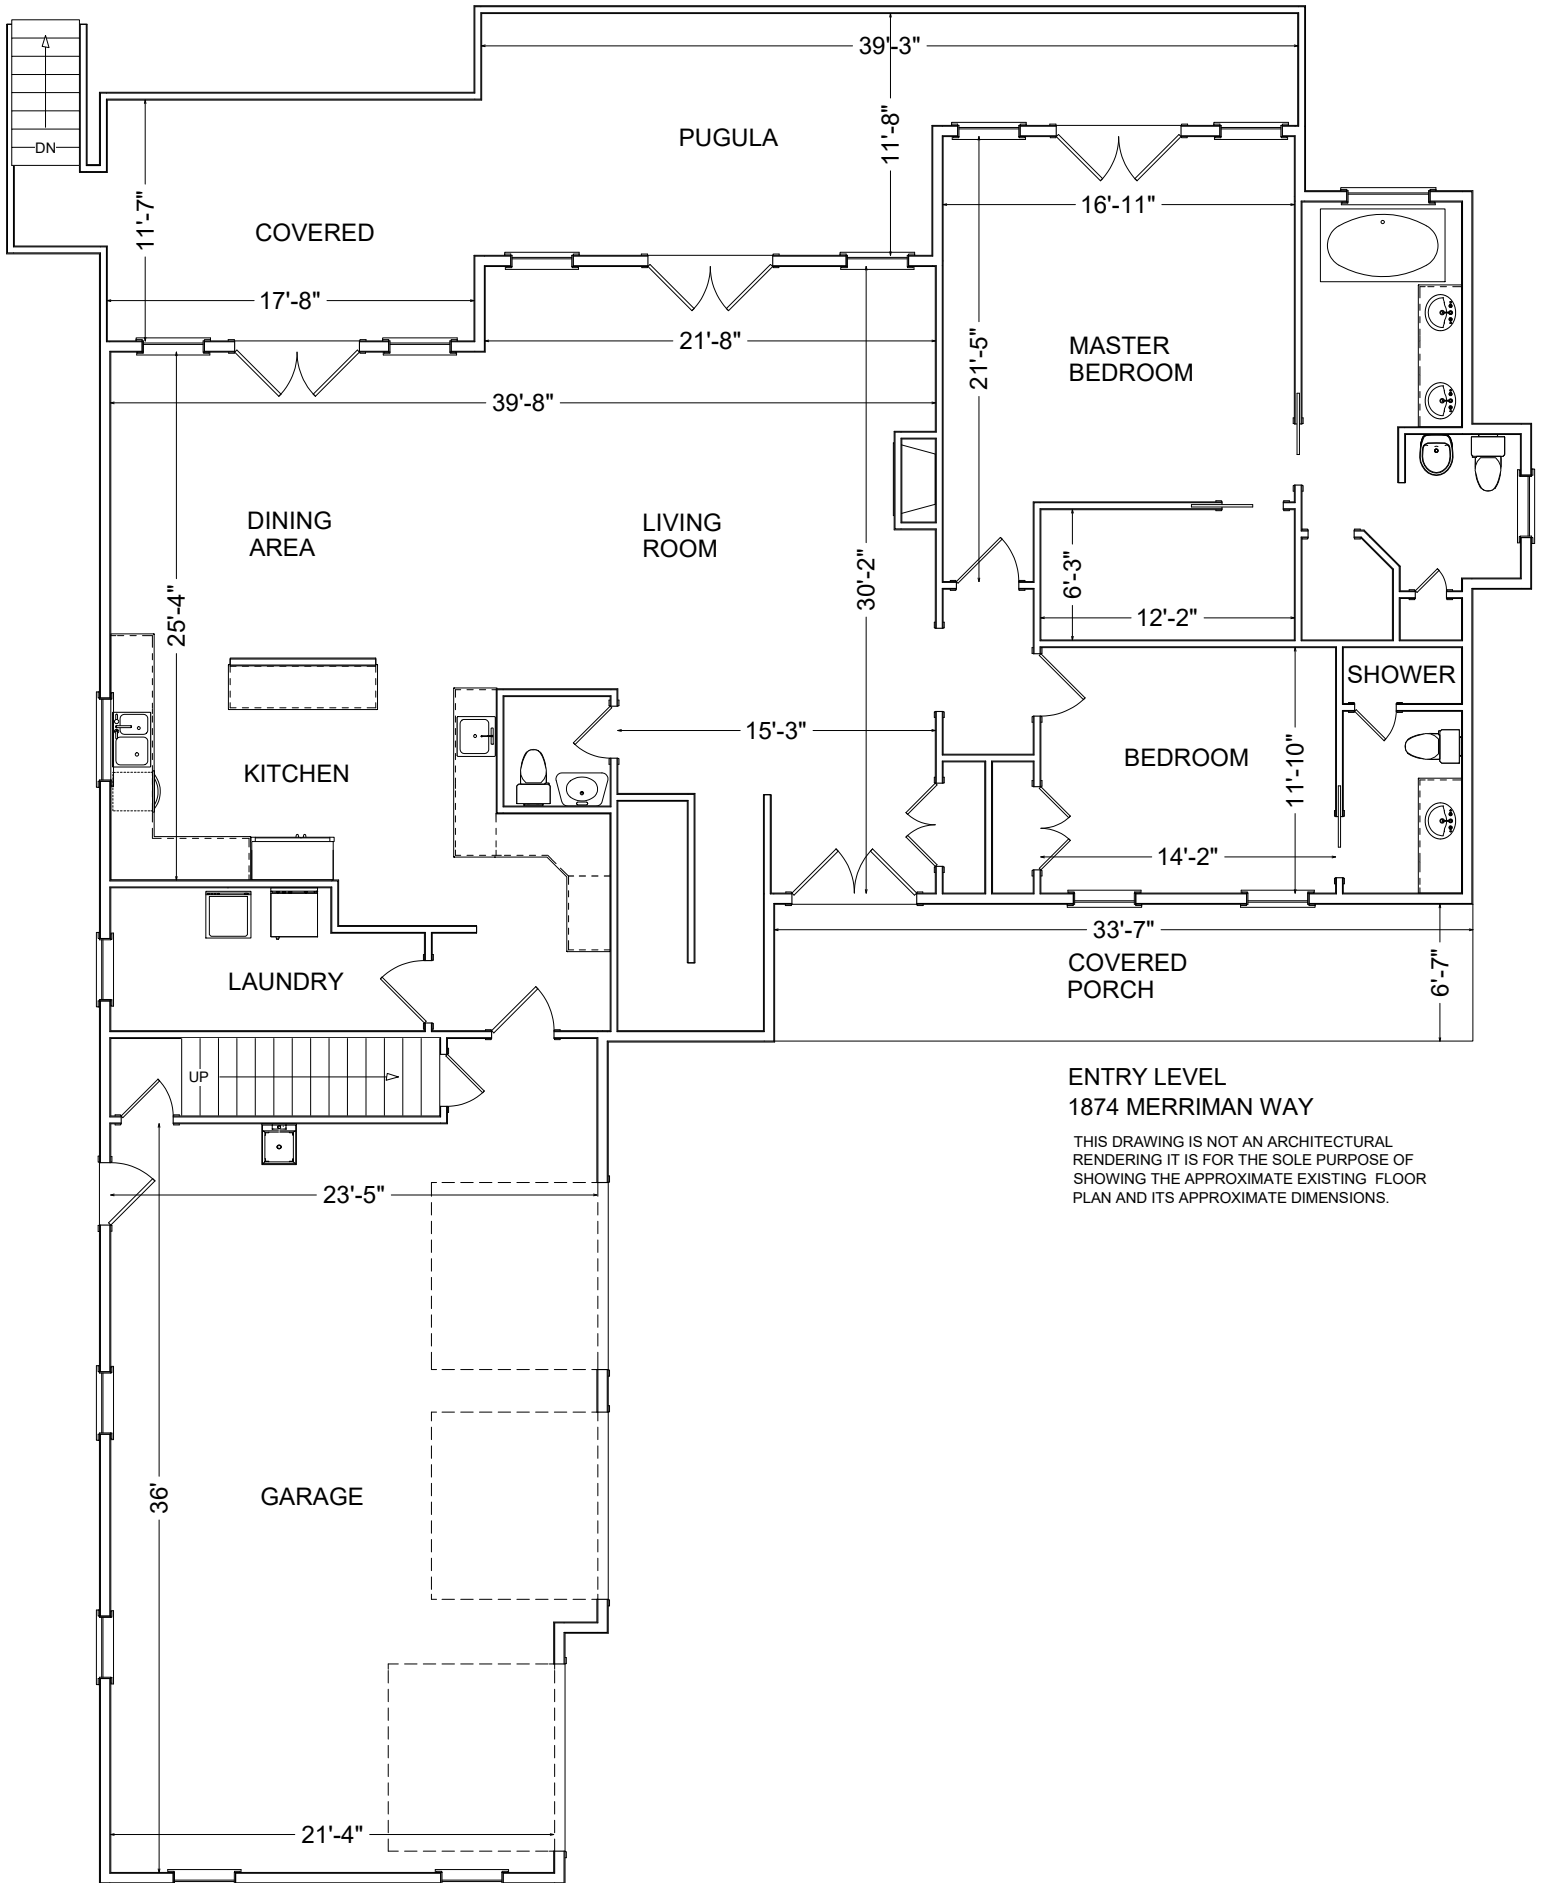 39'-3"
PUGULA
11'-8"
DN
11'-7"
COVERED
16'-11"
17'-8"
21'-8"
21'-5"
MASTER
BEDROOM
39'-8"
DINING
AREA
LIVING
ROOM
30'-2"
25'-4"
6'-3"
12'-2"
SHOWER
15'-3"
KITCHEN
BEDROOM
11'-10"
14'-2"
33'-7"
COVERED
PORCH
6'-7"
LAUNDRY
UP
ENTRY LEVEL
1874 MERRIMAN WAY
THIS DRAWING IS NOT AN ARCHITECTURAL
RENDERING IT IS FOR THE SOLE PURPOSE OF
SHOWING THE APPROXIMATE EXISTING FLOOR
PLAN AND ITS APPROXIMATE DIMENSIONS.
23'-5"
36'
GARAGE
21'-4"